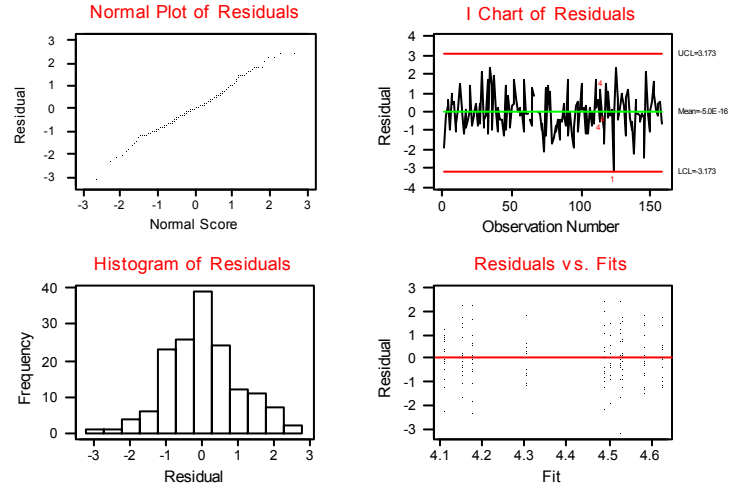 Normal Plot of Residuals
3
2
1
0
-1
-2
-3
Residual
-3 -2 -1 0 1 2 3
Normal Score
I Chart of Residuals
4
3
2
1
0
-1
-2
-3
-4
Residual
4
4
1
UCL=3.173
Mean=-5.0E-16
LCL=-3.173
0 50 100 150
Observation Number
Histogram of Residuals
40
30
20
10
0
Frequency
-3 -2 -1 0 1 2 3
Residual
Residuals vs. Fits
3
2
1
0
-1
-2
-3
Residual
4.1 4.2 4.3 4.4 4.5 4.6
Fit